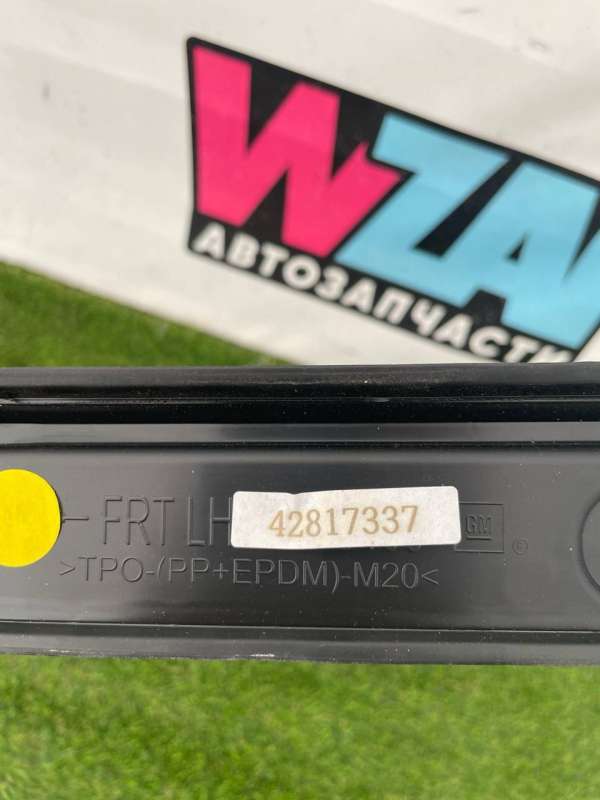 WZA
АВТОЗАПЧАСТИ
FRT LH
42817337
GM
>TPO-(PP+EPDM)-M20<